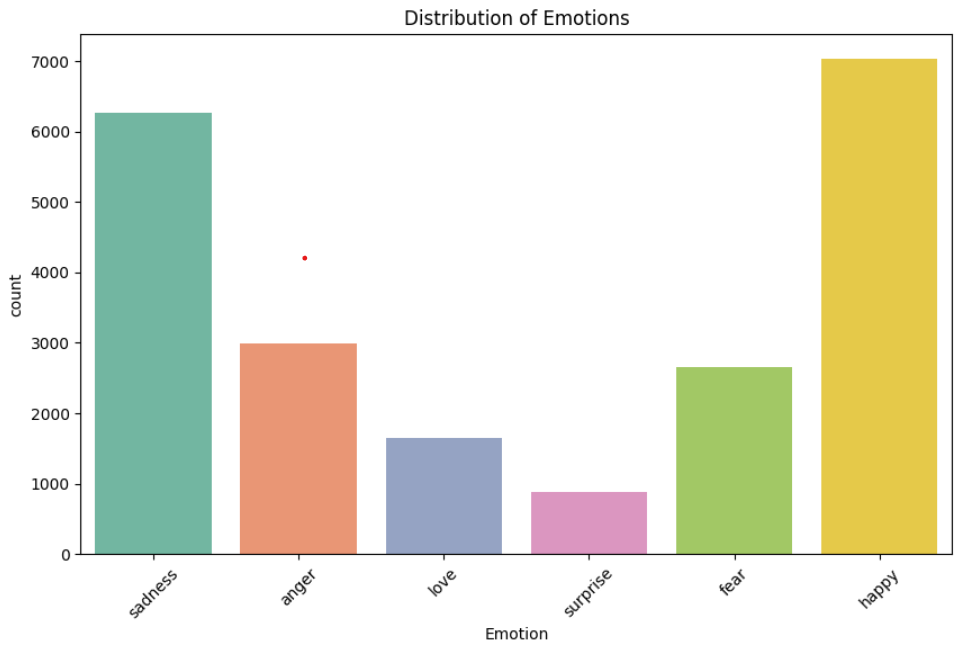 Distribution of Emotions
7000
6000
5000
4000
3000
2000
1000
0
count
sadness
anger
love
surprise
fear
happy
Emotion